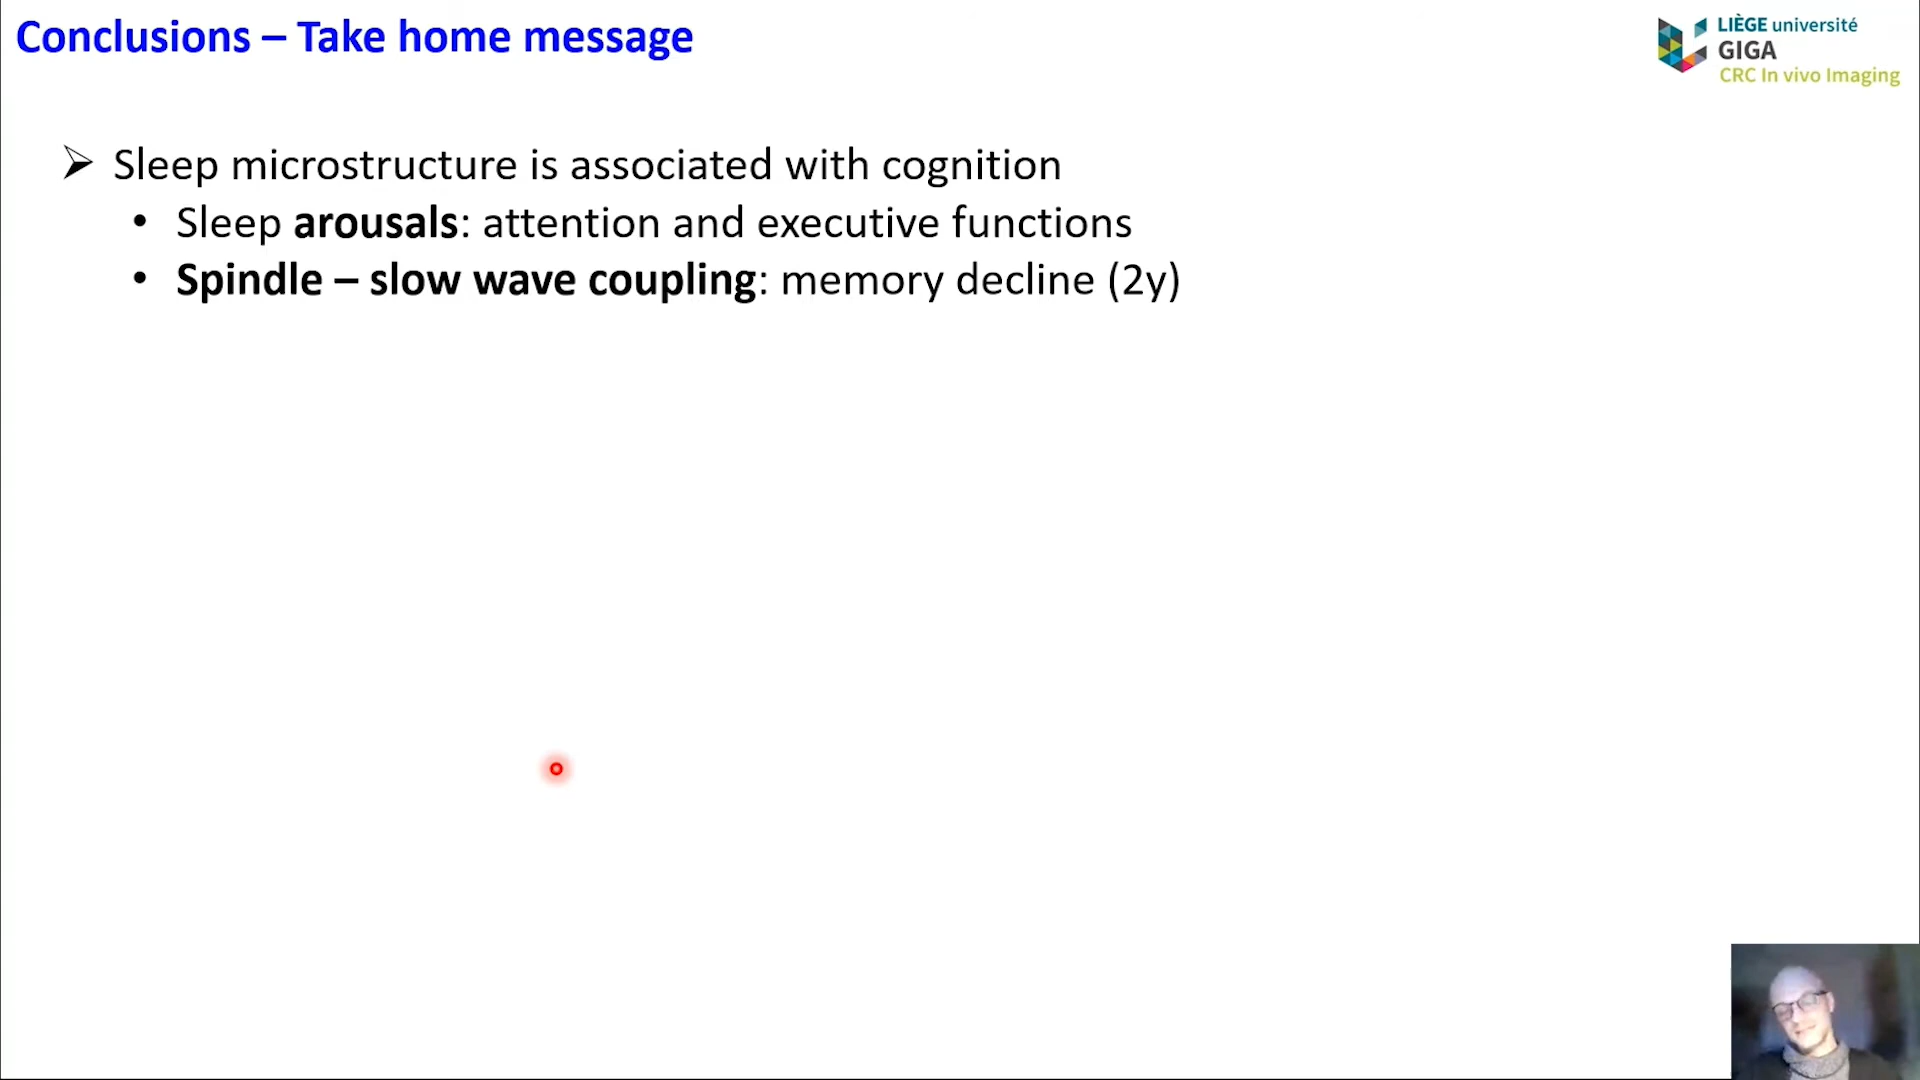 Conclusions – Take home message
LIÈGE université
GIGA
CRC In vivo Imaging
➢ Sleep microstructure is associated with cognition
• Sleep arousals: attention and executive functions
• Spindle – slow wave coupling: memory decline (2y)